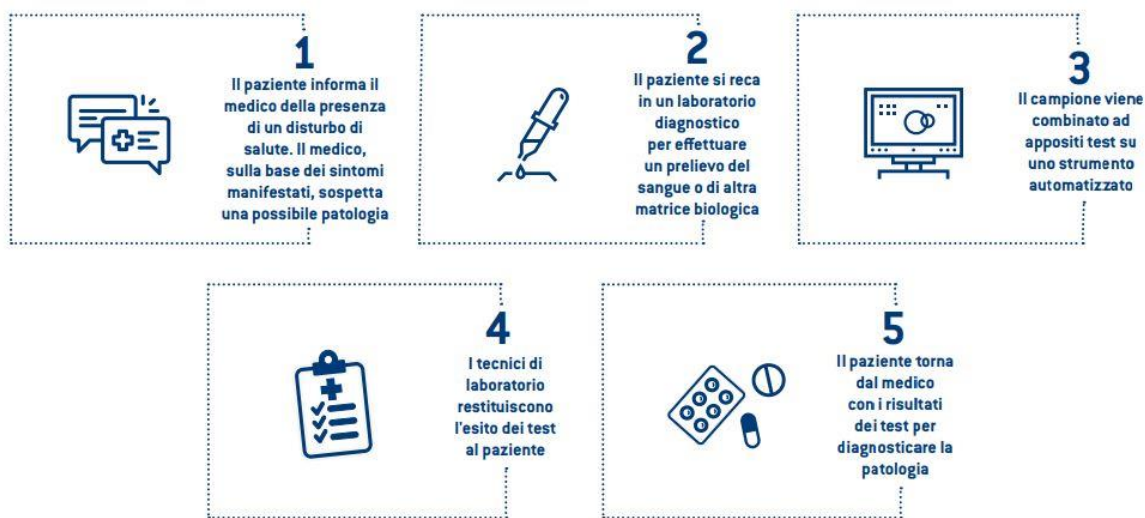 1
Il paziente informa il
medico della presenza
di un disturbo di
salute. Il medico,
sulla base dei sintomi
manifestati, sospetta
una possibile patologia
2
Il paziente si reca
in un laboratorio
diagnostico
per effettuare
un prelievo del
sangue o di altra
matrice biologica
3
Il campione viene
combinato ad
appositi test su
uno strumento
automatizzato
4
I tecnici di
laboratorio
restituiscono
l'esito dei test
al paziente
5
Il paziente torna
dal medico
con i risultati
dei test per
diagnosticare la
patologia